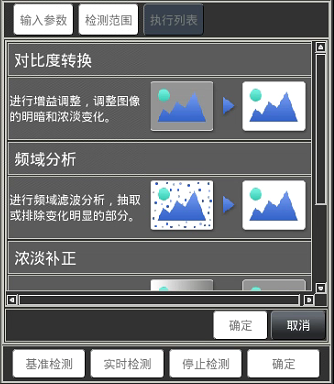 输入参数 检测范围 执行列表
对比度转换
进行增益调整，调整图像
的明暗和浓淡变化。
频域分析
进行频域滤波分析，抽取
或排除变化明显的部分。
浓淡补正
确定 取消
基准检测 实时检测 停止检测 确定